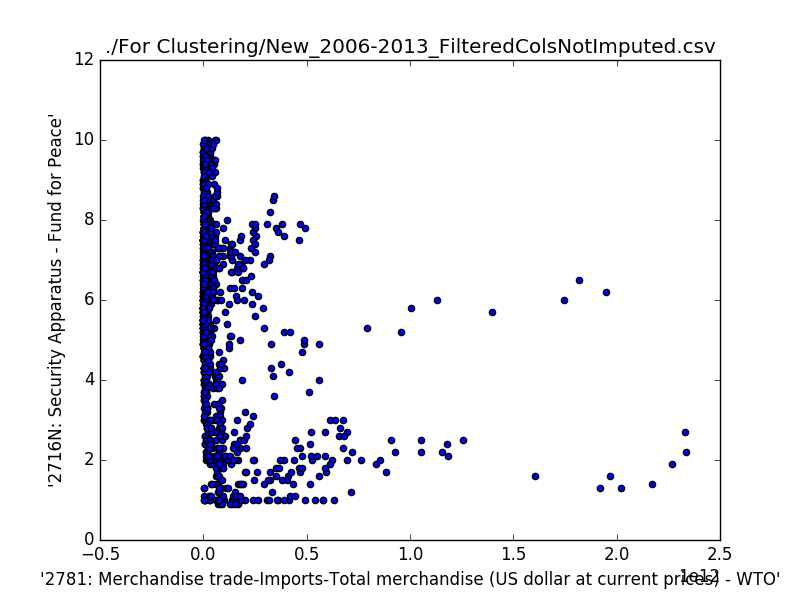 ./For Clustering/New_2006-2013_FilteredColsNotImputed.csv
'2716N: Security Apparatus - Fund for Peace'
12
10
8
6
4
2
0
−0.5 0.0 0.5 1.0 1.5 2.0 2.5
1e12
'2781: Merchandise trade-Imports-Total merchandise (US dollar at current prices) - WTO'